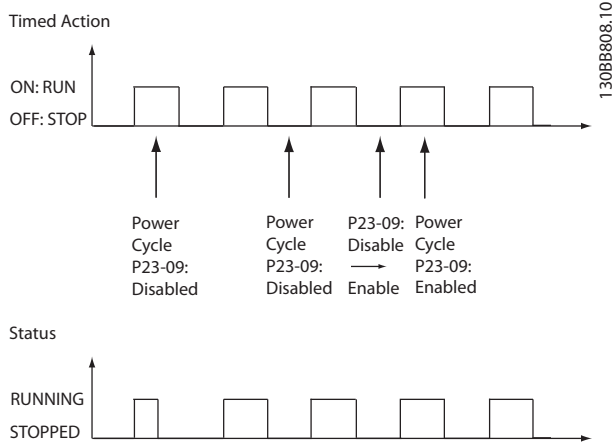 Timed Action
130BB808.10
ON: RUN
OFF: STOP
Power
Cycle
P23-09:
Disabled
Power
Cycle
P23-09:
Disabled
P23-09:
Disable
Enable
Power
Cycle
P23-09:
Enabled
Status
RUNNING
STOPPED